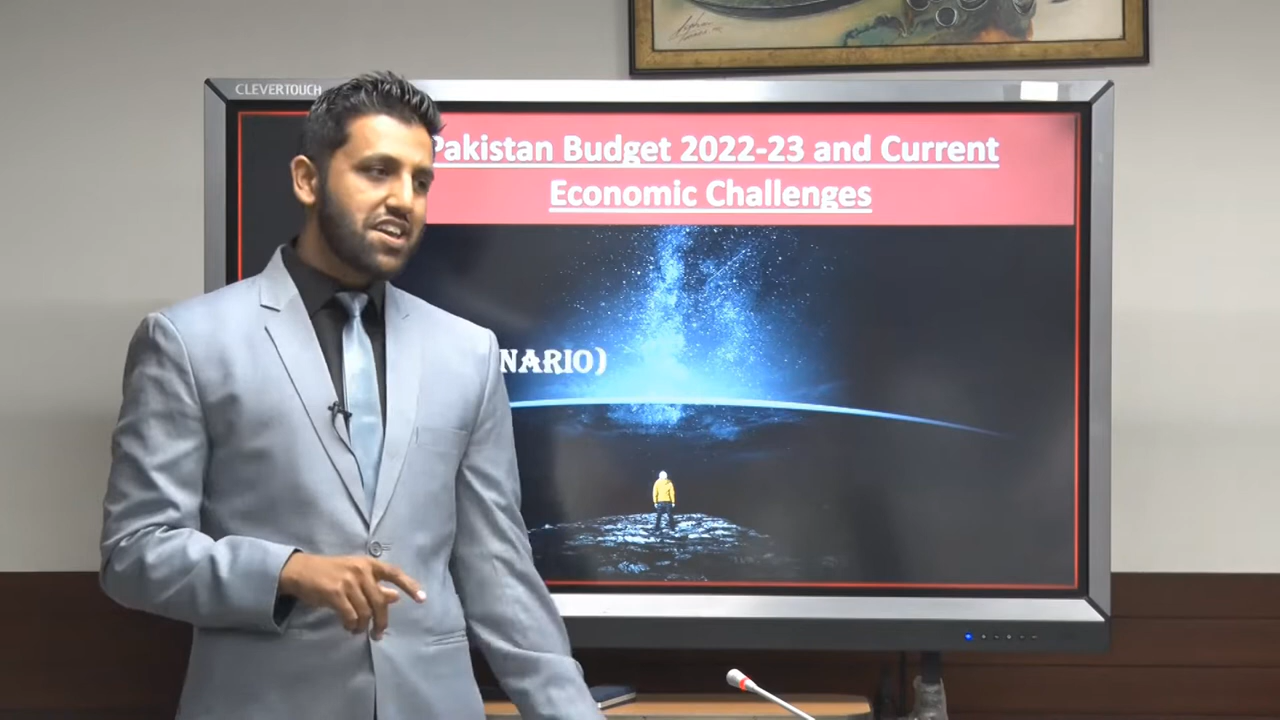 CLEVERTOUCH
Pakistan Budget 2022-23 and Current
Economic Challenges
NARIO)